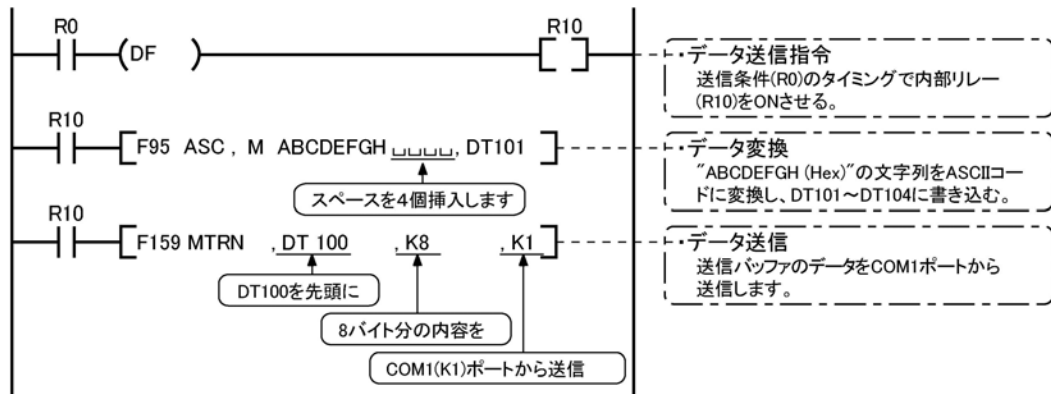 R0
(DF )
R10
[ ]
・データ送信指令
送信条件(R0)のタイミングで内部リレー
(R10)をONさせる。
R10
F95 ASC , M ABCDEFGH ␣␣␣␣, DT101
・データ変換
"ABCDEFGH (Hex)"の文字列をASCIIコー
ドに変換し、DT101～DT104に書き込む。
スペースを4個挿入します
R10
F159 MTRN , DT 100 , K8 , K1
・データ送信
送信バッファのデータをCOM1ポートから
送信します。
DT100を先頭に
8バイト分の内容を
COM1(K1)ポートから送信